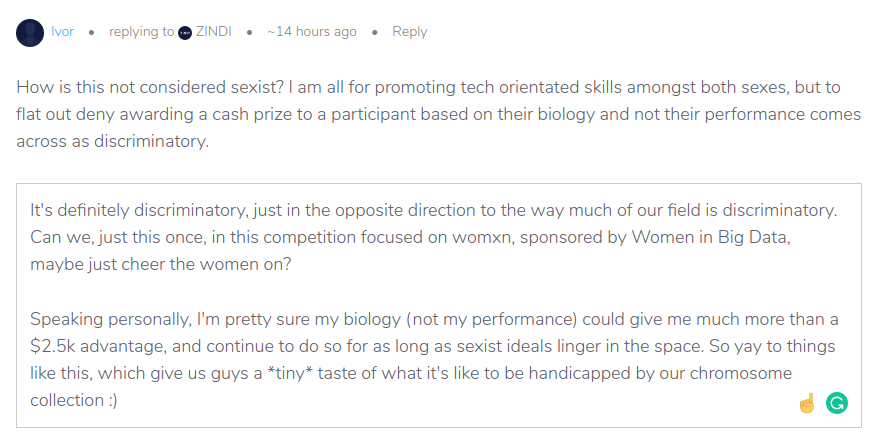 Ivor • replying to ZINDI • ~14 hours ago • Reply
How is this not considered sexist? I am all for promoting tech orientated skills amongst both sexes, but to
flat out deny awarding a cash prize to a participant based on their biology and not their performance comes
across as discriminatory.
It's definitely discriminatory, just in the opposite direction to the way much of our field is discriminatory.
Can we, just this once, in this competition focused on womxn, sponsored by Women in Big Data,
maybe just cheer the women on?
Speaking personally, I'm pretty sure my biology (not my performance) could give me much more than a
$2.5k advantage, and continue to do so for as long as sexist ideals linger in the space. So yay to things
like this, which give us guys a *tiny* taste of what it's like to be handicapped by our chromosome
collection :)